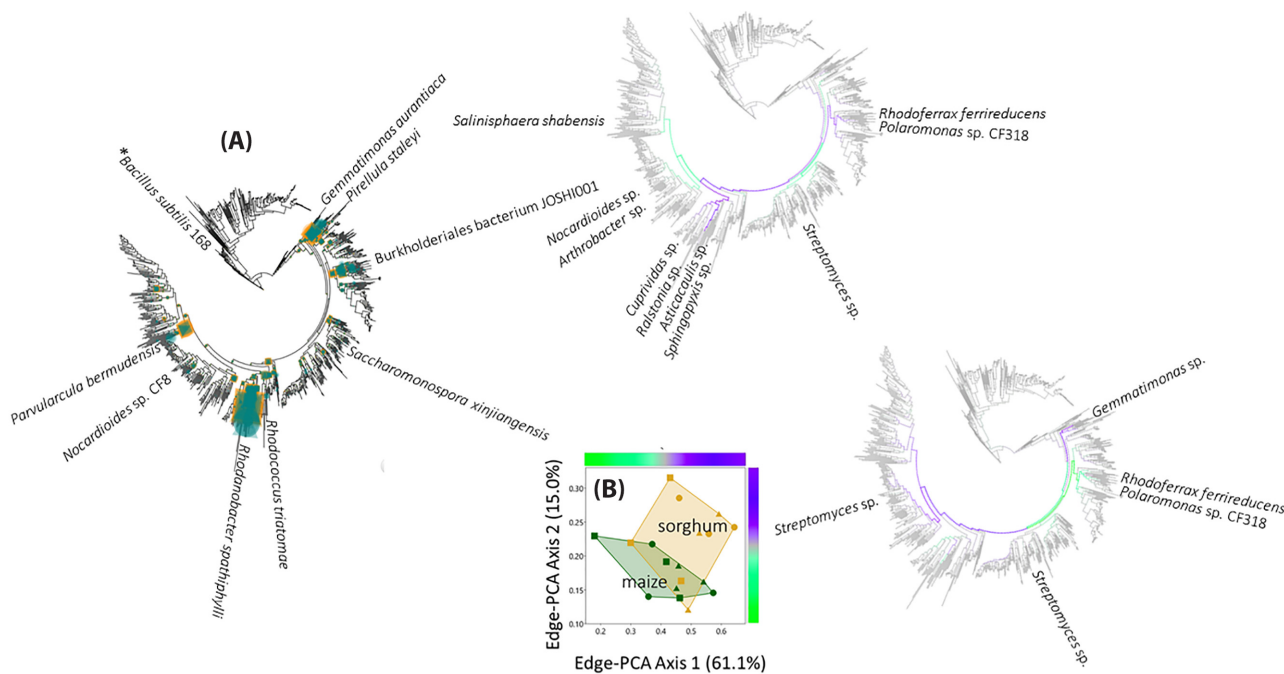 (A)
*Bacillus subtilis 168
Gemmatimonas aurantiaca
Pirellula staleyi
Burkholderiales bacterium JOSHI001
Saccharomonospora xinjiangensis
Rhodococcus triatomae
Rhodanobacter spathiphylli
Nocardioides sp. CF8
Parvularcula bermudensis
Salinisphaera shabensis
Rhodoferrax ferrireducens
Polaromonas sp. CF318
Nocardioides sp.
Arthrobacter sp.
Cuprividas sp.
Ralstonia sp.
Asticacaulis sp.
Sphingopyxis sp.
Streptomyces sp.
(B)
Edge-PCA Axis 2 (15.0%)
0.30
0.25
0.20
0.15
0.10
sorghum
maize
0.2 0.3 0.4 0.5 0.6
Edge-PCA Axis 1 (61.1%)
Gemmatimonas sp.
Rhodoferrax ferrireducens
Polaromonas sp. CF318
Streptomyces sp.
Streptomyces sp.